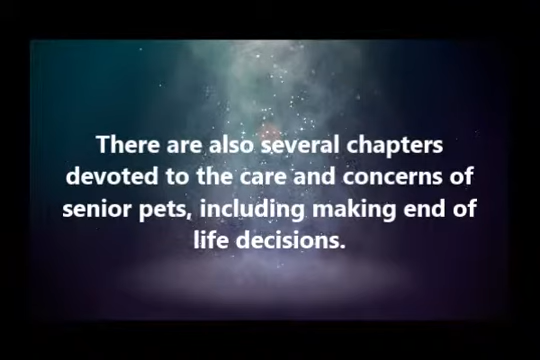 There are also several chapters
devoted to the care and concerns of
senior pets, including making end of
life decisions.